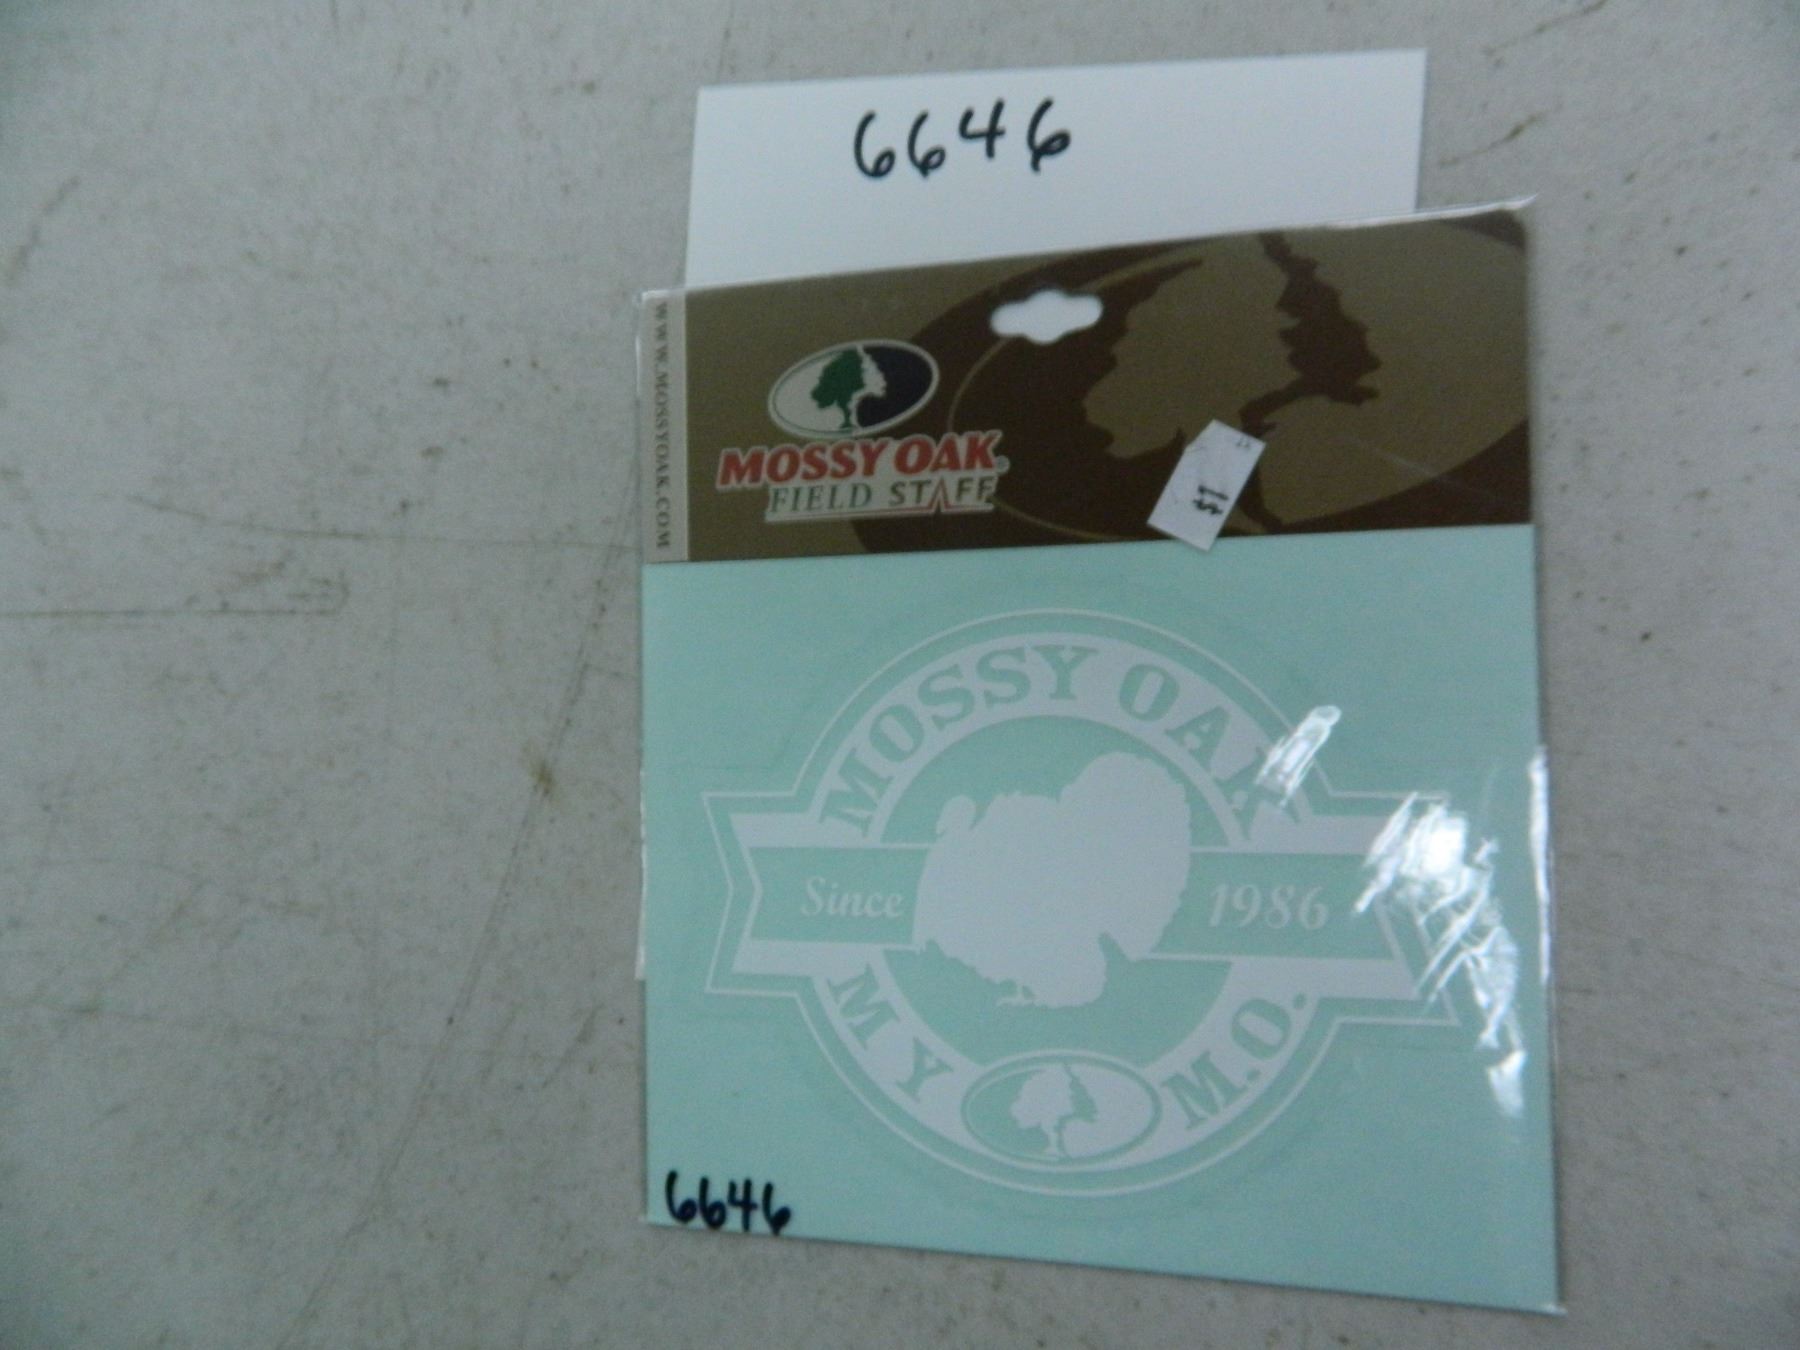 6646
WWW.MOSSYOAK.COM
MOSSY OAK®
FIELD STAFF
$1
MOSSY OAK
Since 1986
MY M.O.
6646